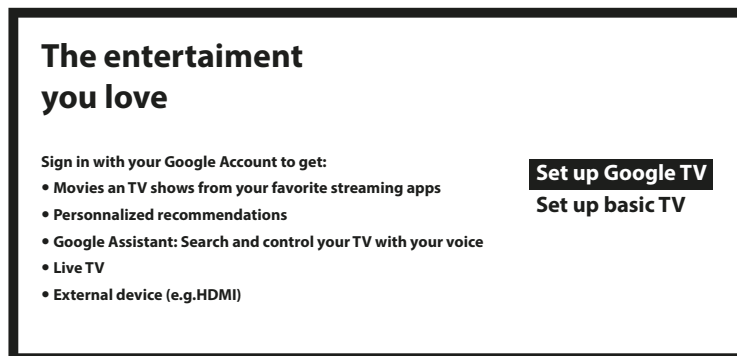 The entertaiment
you love
Sign in with your Google Account to get:
• Movies an TV shows from your favorite streaming apps
• Personnalized recommendations
• Google Assistant: Search and control your TV with your voice
• Live TV
• External device (e.g.HDMI)
Set up Google TV
Set up basic TV